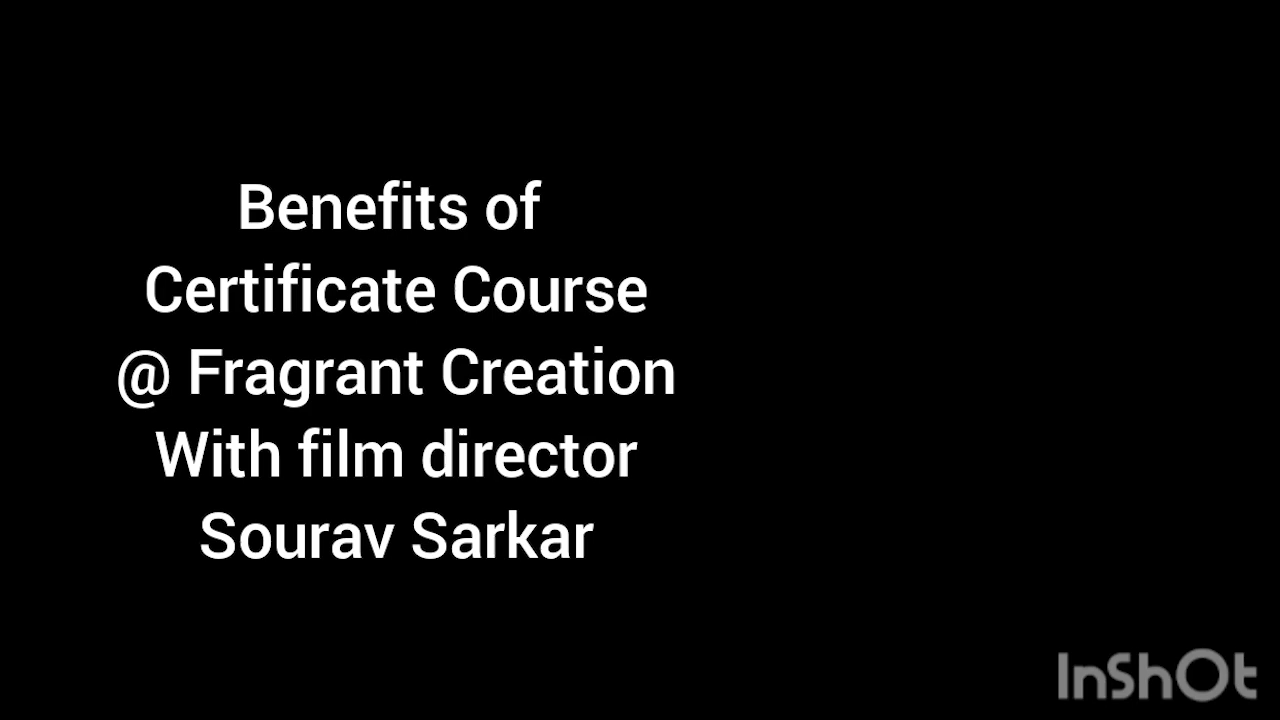 Benefits of
Certificate Course
@ Fragrant Creation
With film director
Sourav Sarkar
InShOt